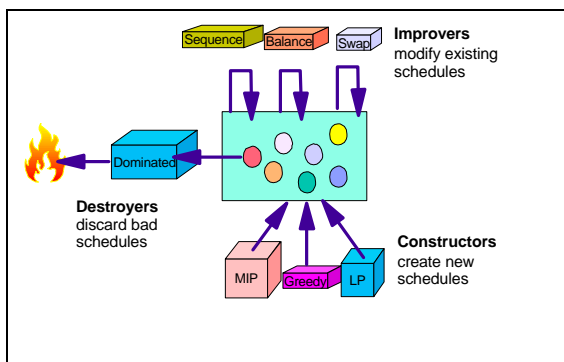 Sequence Balance Swap
Improvers
modify existing
schedules
Dominated
Destroyers
discard bad
schedules
MIP Greedy LP
Constructors
create new
schedules